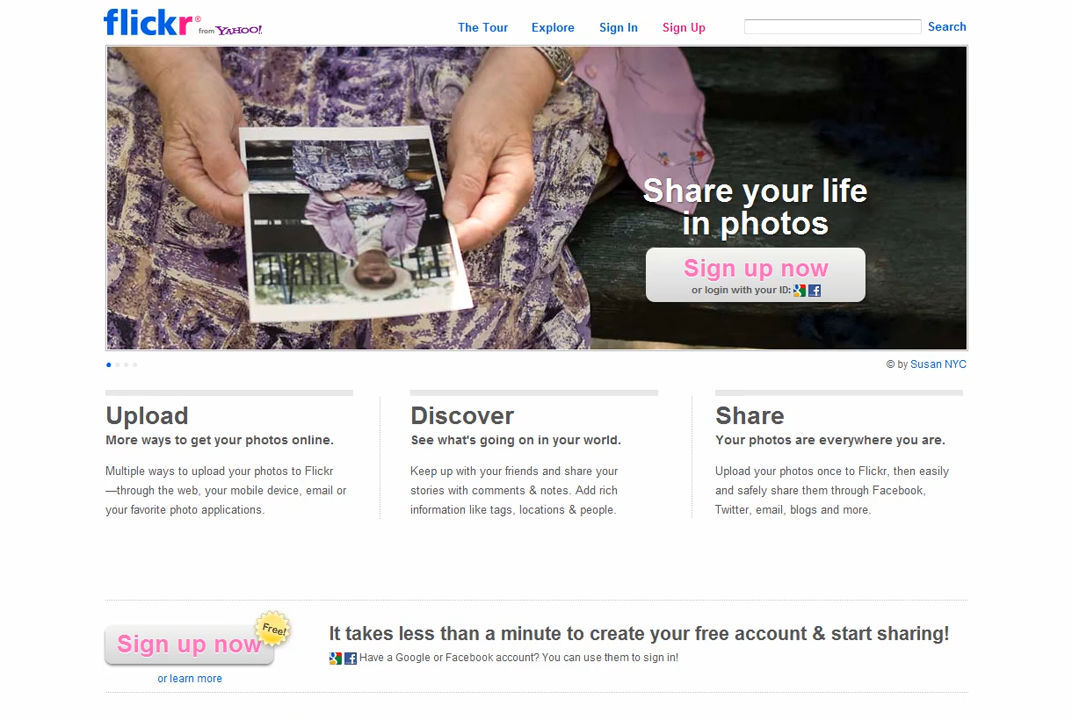 flickr® from YAHOO!
The Tour Explore Sign In Sign Up Search
Share your life
in photos
Sign up now
or login with your ID:
© by Susan NYC
Upload
More ways to get your photos online.
Multiple ways to upload your photos to Flickr
—through the web, your mobile device, email or
your favorite photo applications.
Discover
See what's going on in your world.
Keep up with your friends and share your
stories with comments & notes. Add rich
information like tags, locations & people.
Share
Your photos are everywhere you are.
Upload your photos once to Flickr, then easily
and safely share them through Facebook,
Twitter, email, blogs and more.
Sign up now Free!
or learn more
It takes less than a minute to create your free account & start sharing!
Have a Google or Facebook account? You can use them to sign in!